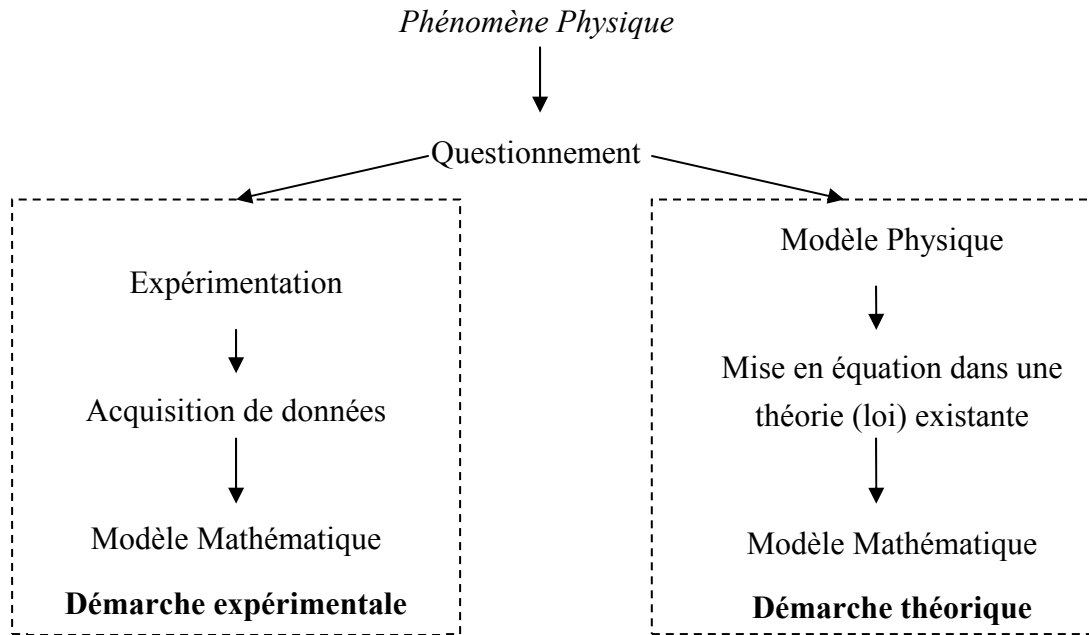 Phénomène Physique
Questionnement
Expérimentation
Acquisition de données
Modèle Mathématique
Démarche expérimentale
Modèle Physique
Mise en équation dans une
théorie (loi) existante
Modèle Mathématique
Démarche théorique